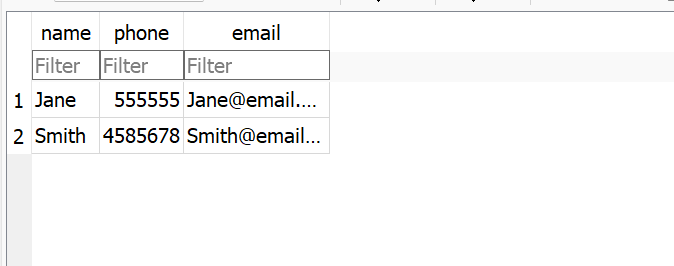 name phone email
Filter Filter Filter
1 Jane 555555 Jane@email....
2 Smith 4585678 Smith@email...